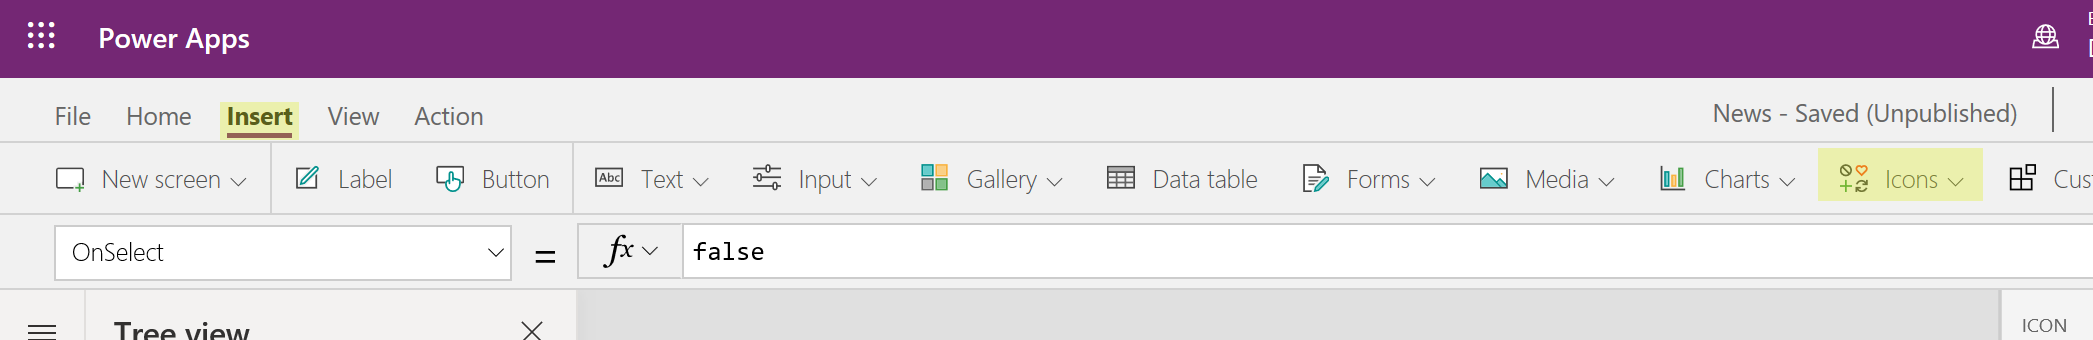 Power Apps
File Home Insert View Action
News - Saved (Unpublished)
New screen Label Button Abc Text Input Gallery Data table Forms Media Charts Icons
OnSelect = fx false
Tree view
ICON